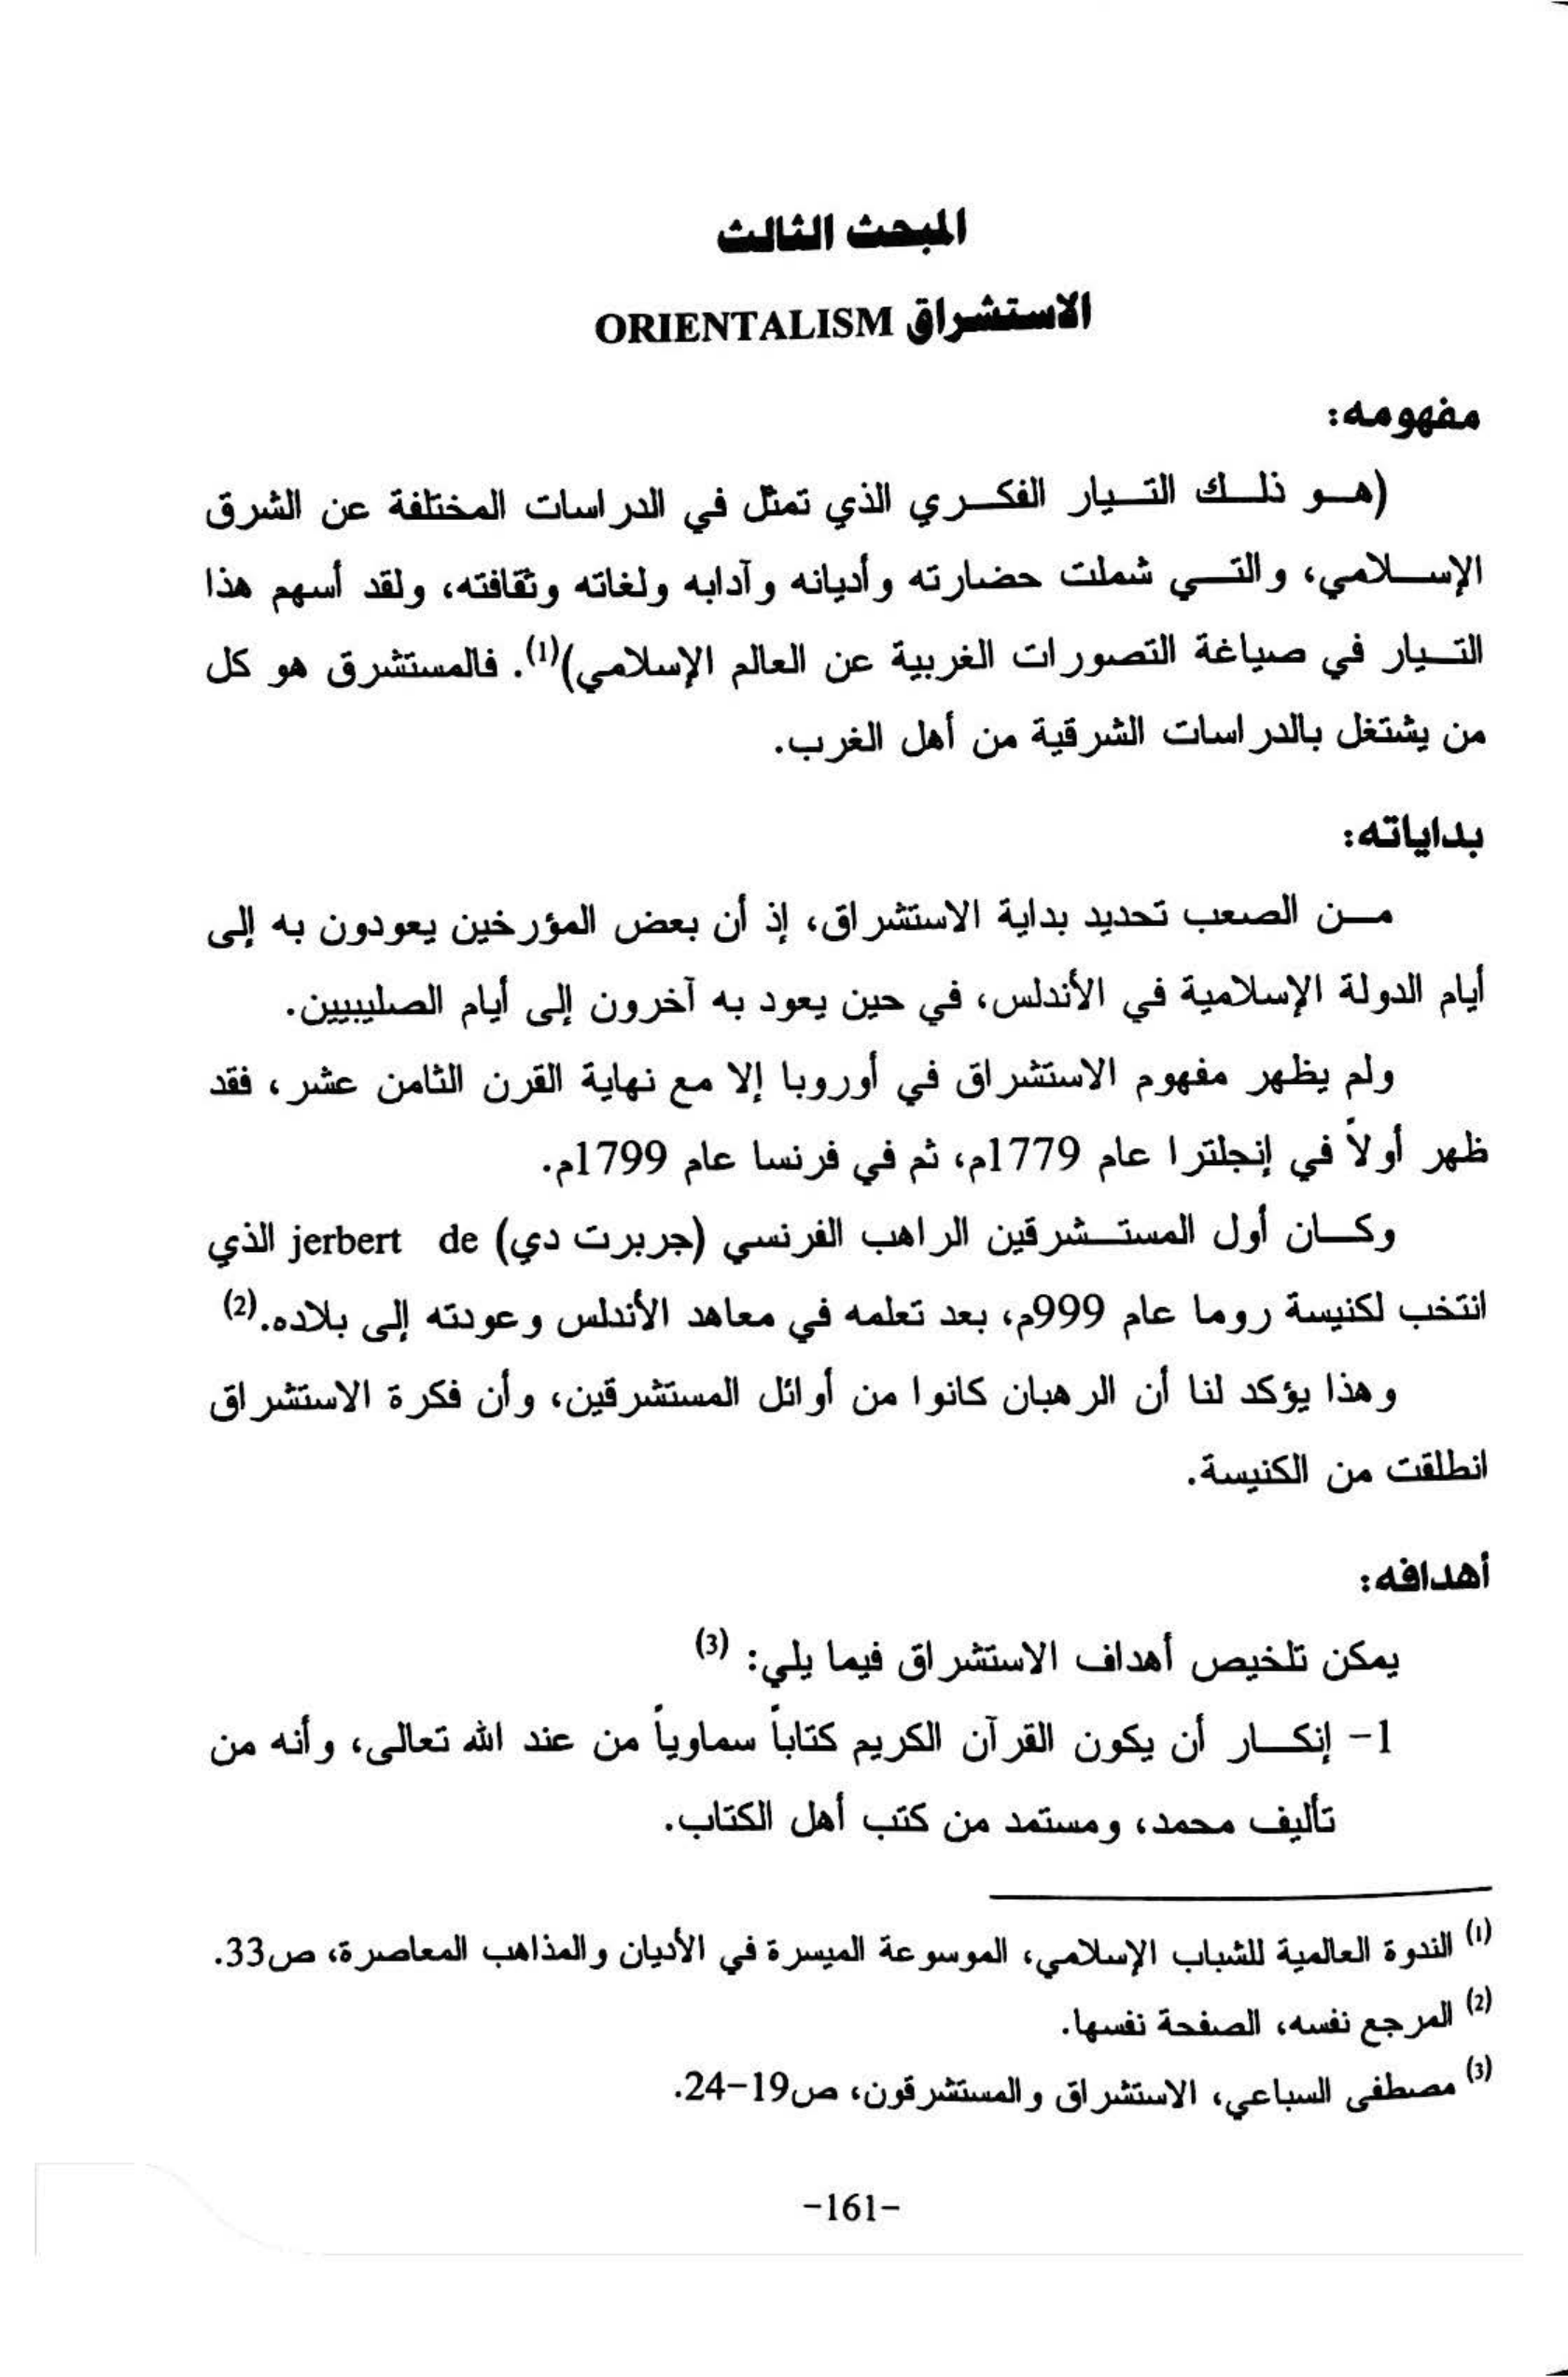 المبحث الثالث
الاستشراق ORIENTALISM
مفهومه:
(هو ذلك التيار الفكري الذي تمثل في الدراسات المختلفة عن الشرق
الإسلامي، والتي شملت حضارته وأديانه وآدابه ولغاته وثقافته، ولقد أسهم هذا
التيار في صياغة التصورات الغربية عن العالم الإسلامي)(1). فالمستشرق هو كل
من يشتغل بالدراسات الشرقية من أهل الغرب.
بداياته:
من الصعب تحديد بداية الاستشراق، إذ أن بعض المؤرخين يعودون به إلى
أيام الدولة الإسلامية في الأندلس، في حين يعود به آخرون إلى أيام الصليبيين.
ولم يظهر مفهوم الاستشراق في أوروبا إلا مع نهاية القرن الثامن عشر، فقد
ظهر أولاً في إنجلترا عام 1779م، ثم في فرنسا عام 1799م.
وكان أول المستشرقين الراهب الفرنسي (جربرت دي) jerbert de الذي
انتخب لكنيسة روما عام 999م، بعد تعلمه في معاهد الأندلس وعودته إلى بلاده.(2)
وهذا يؤكد لنا أن الرهبان كانوا من أوائل المستشرقين، وأن فكرة الاستشراق
انطلقت من الكنيسة.
أهدافه:
يمكن تلخيص أهداف الاستشراق فيما يلي: (3)
1- إنكار أن يكون القرآن الكريم كتاباً سماوياً من عند الله تعالى، وأنه من
تأليف محمد، ومستمد من كتب أهل الكتاب.
(1) الندوة العالمية للشباب الإسلامي، الموسوعة الميسرة في الأديان والمذاهب المعاصرة، ص33.
(2) المرجع نفسه، الصفحة نفسها.
(3) مصطفى السباعي، الاستشراق والمستشرقون، ص19-24.
-161-